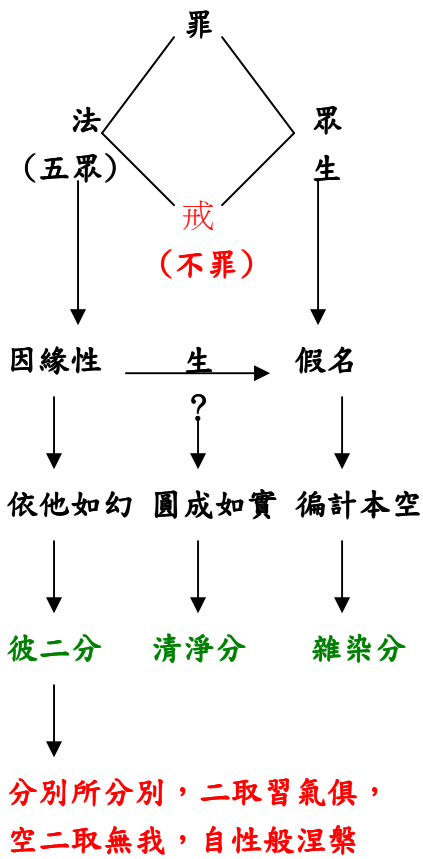 罪
法 眾
(五眾) 生
戒
(不罪)
因緣性 生 假名
?
依他如幻 圓成如實 徧計本空
彼二分 清淨分 雜染分
分別所分別，二取習氣俱，
空二取無我，自性般涅槃